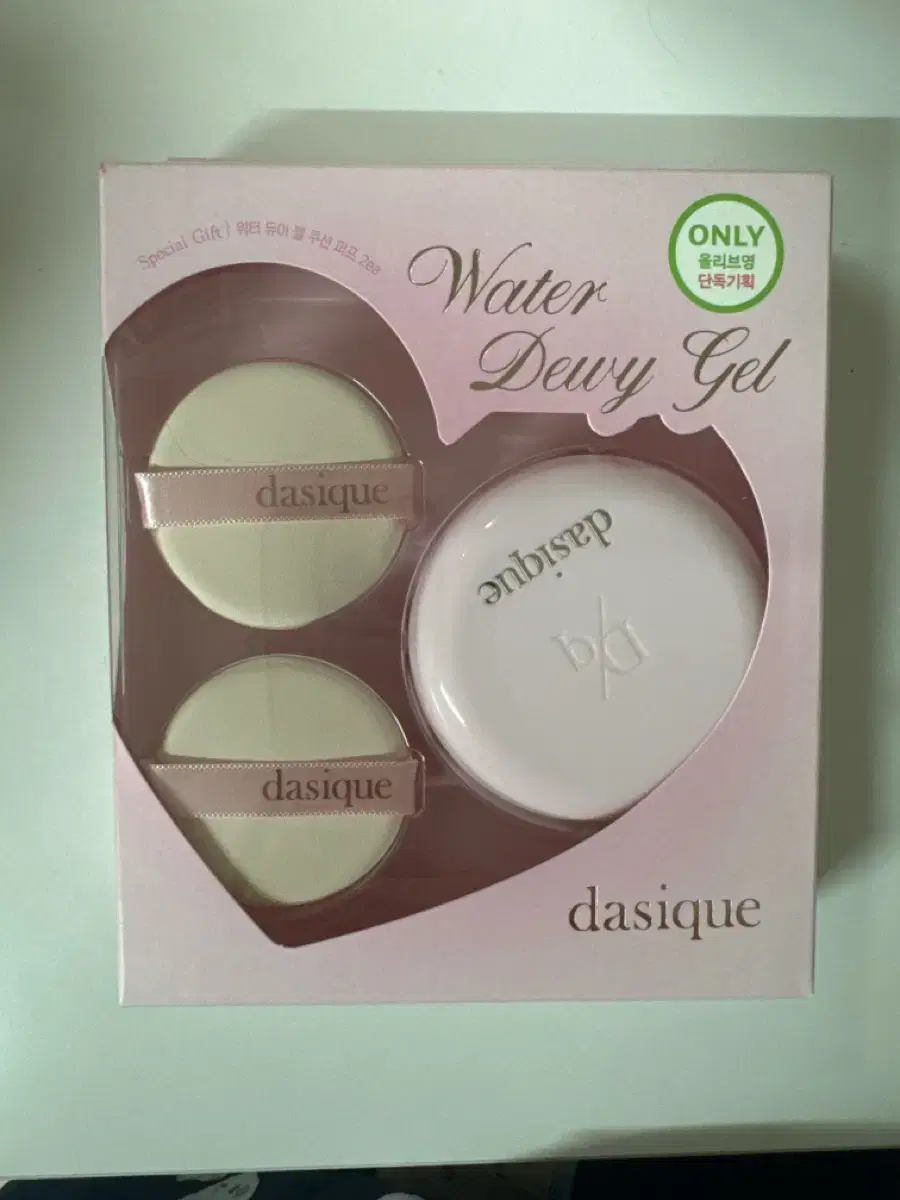 Special Gift | 워터 듀이 젤 쿠션 퍼프 2ea
Water
Dewy Gel
ONLY
올리브영
단독기획
dasique
dasique
D/a
dasique
dasique